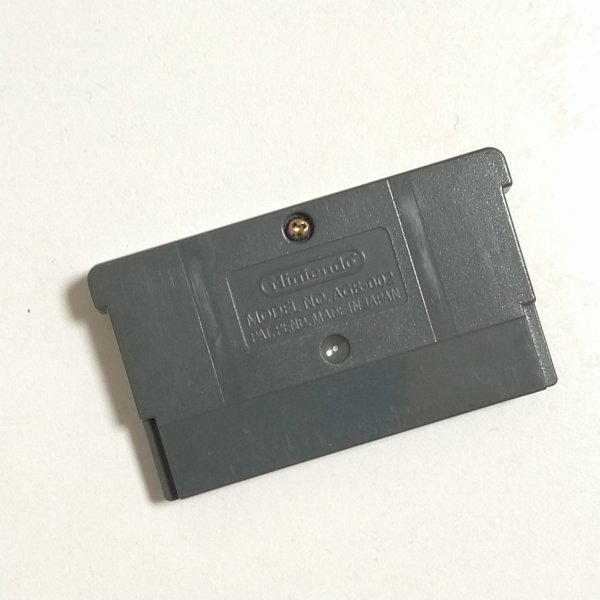 Nintendo
MODEL NO. AGB-002
PAT. PEND. MADE IN JAPAN